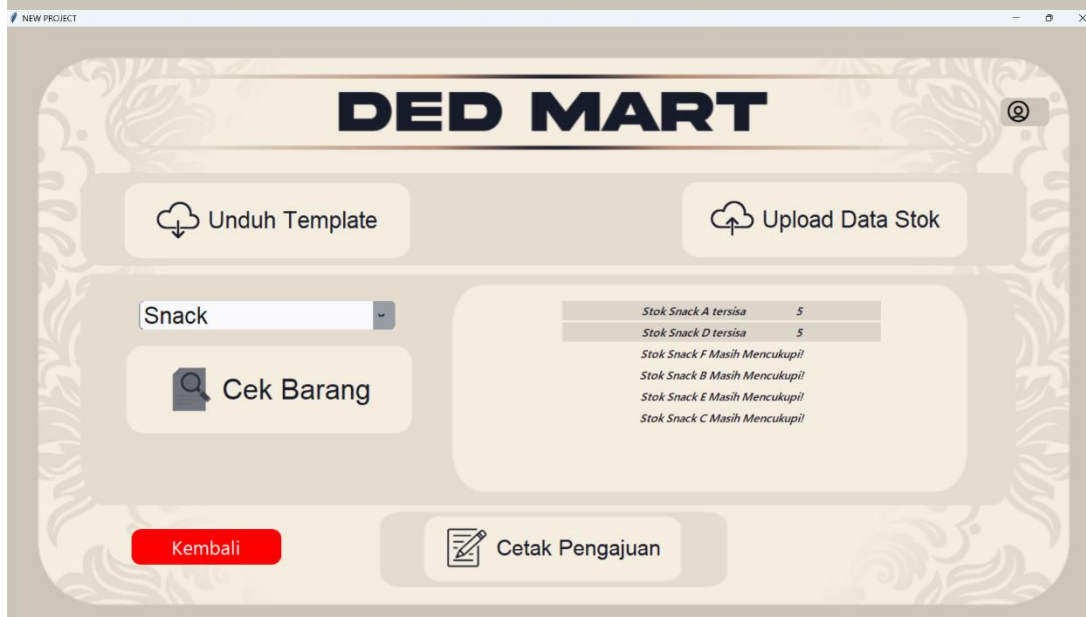 NEW PROJECT
DED MART
Unduh Template
Upload Data Stok
Snack
Cek Barang
Stok Snack A tersisa 5
Stok Snack D tersisa 5
Stok Snack F Masih Mencukupi!
Stok Snack B Masih Mencukupi!
Stok Snack E Masih Mencukupi!
Stok Snack C Masih Mencukupi!
Kembali
Cetak Pengajuan